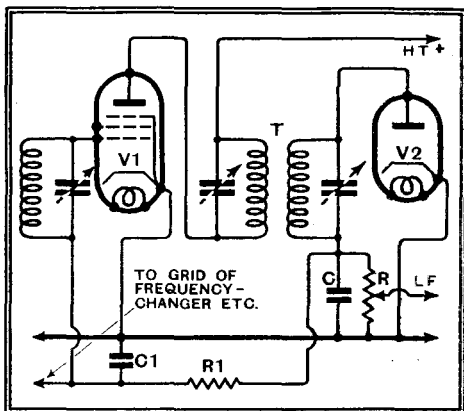 HT+
T
V1
V2
C
R
LF
TO GRID OF
FREQUENCY-
CHANGER ETC.
C1
R1